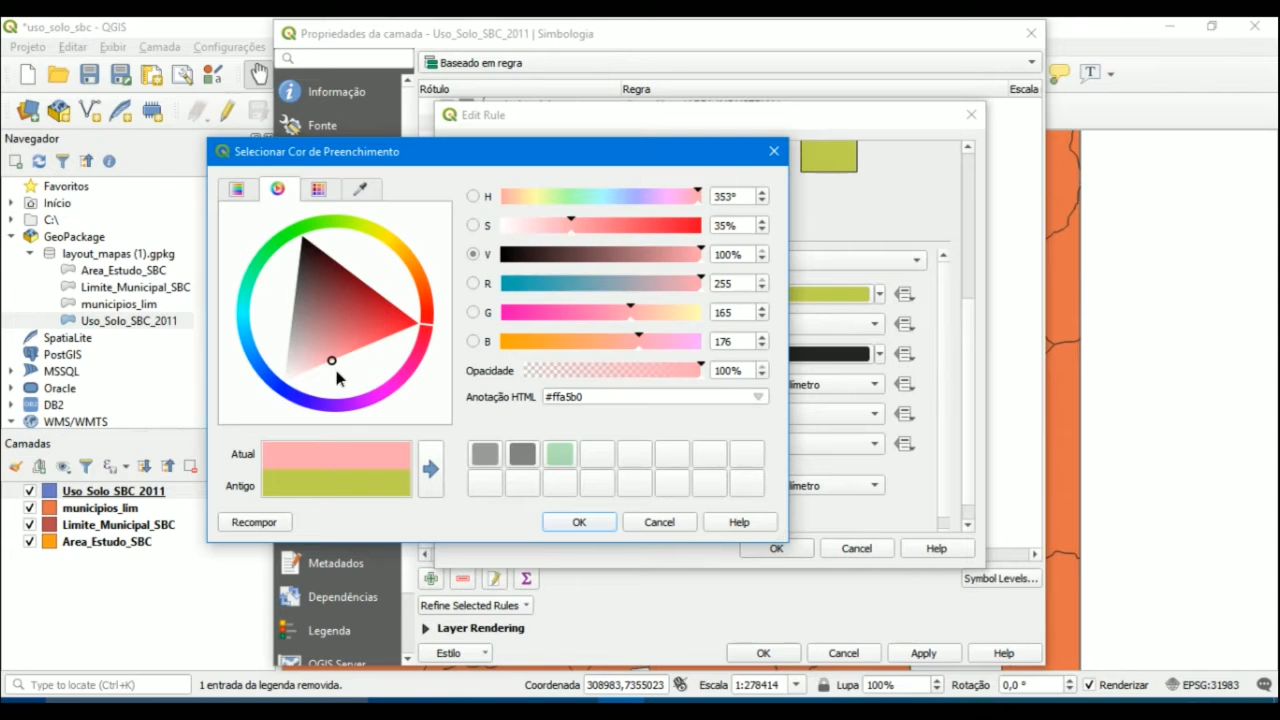 *uso_solo_sbc - QGIS
Projeto Editar Exibir Camada Configurações
Propriedades da camada - Uso_Solo_SBC_2011 | Simbologia
Baseado em regra
Rótulo Regra Escala
Informação
Fonte
Edit Rule
Navegador
Favoritos
Início
C:\
GeoPackage
layout_mapas (1).gpkg
Area_Estudo_SBC
Limite_Municipal_SBC
municipios_lim
Uso_Solo_SBC_2011
SpatiaLite
PostGIS
MSSQL
Oracle
DB2
WMS/WMTS
Camadas
Uso_Solo_SBC_2011
municipios_lim
Limite_Municipal_SBC
Area_Estudo_SBC
Selecionar Cor de Preenchimento
H 353°
S 35%
V 100%
R 255
G 165
B 176
Opacidade 100%
Anotação HTML #ffa5b0
Atual
Antigo
Recompor OK Cancel Help
límetro
límetro
OK Cancel Help
Metadados
Dependências
Legenda
QGIS Server
Symbol Levels...
Refine Selected Rules
Layer Rendering
Estilo OK Cancel Apply Help
Type to locate (Ctrl+K) 1 entrada da legenda removida. Coordenada 308983,7355023 Escala 1:278414 Lupa 100% Rotação 0,0 ° Renderizar EPSG:31983